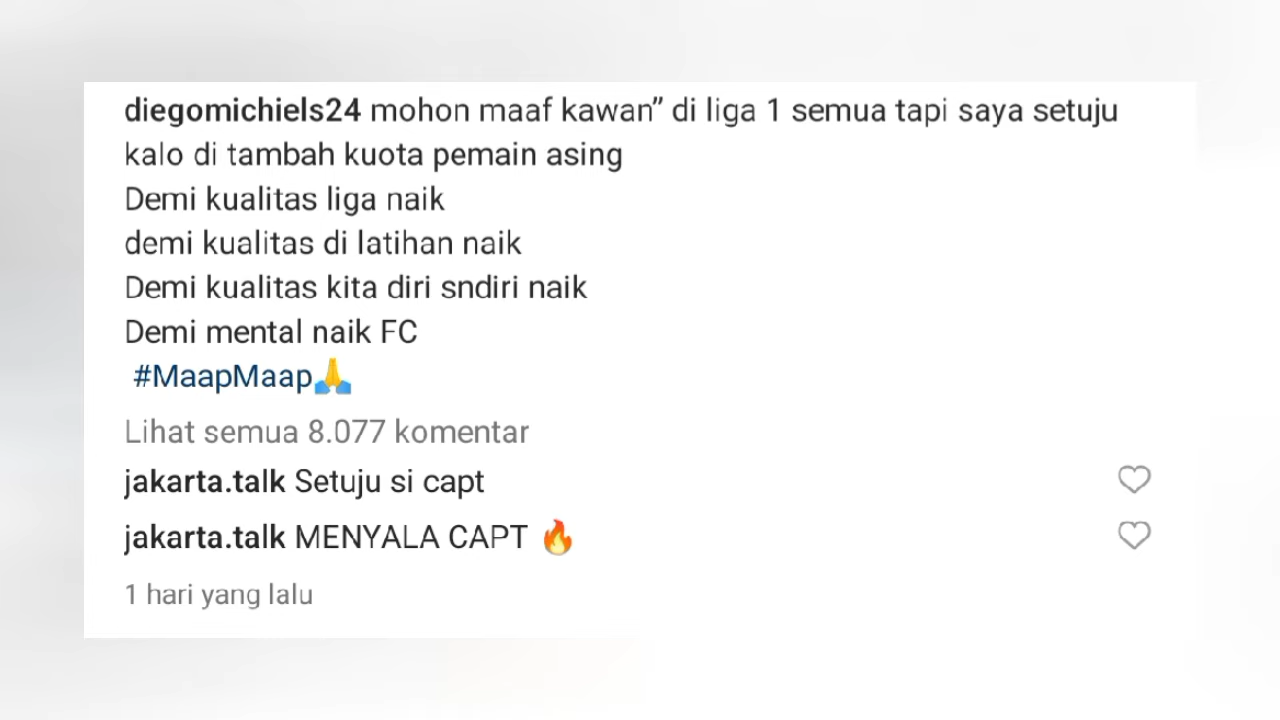 diegomichiels24 mohon maaf kawan” di liga 1 semua tapi saya setuju
kalo di tambah kuota pemain asing
Demi kualitas liga naik
demi kualitas di latihan naik
Demi kualitas kita diri sndiri naik
Demi mental naik FC
#MaapMaap🙏
Lihat semua 8.077 komentar
jakarta.talk Setuju si capt
jakarta.talk MENYALA CAPT 🔥
1 hari yang lalu